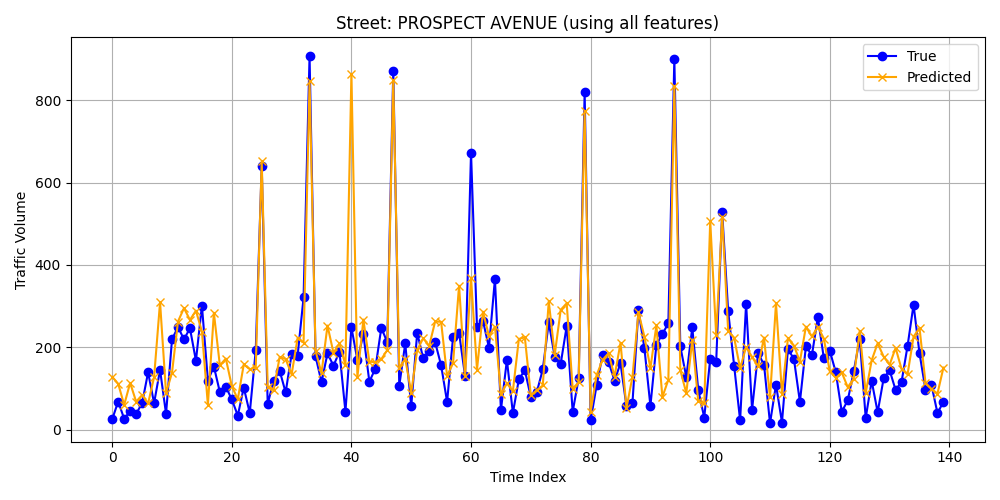 Street: PROSPECT AVENUE (using all features)
True
Predicted
Traffic Volume
800
600
400
200
0
0 20 40 60 80 100 120 140
Time Index